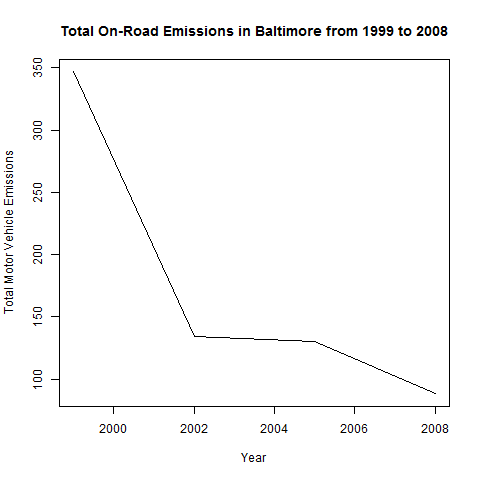 Total On-Road Emissions in Baltimore from 1999 to 2008
Total Motor Vehicle Emissions
350
300
250
200
150
100
2000 2002 2004 2006 2008
Year